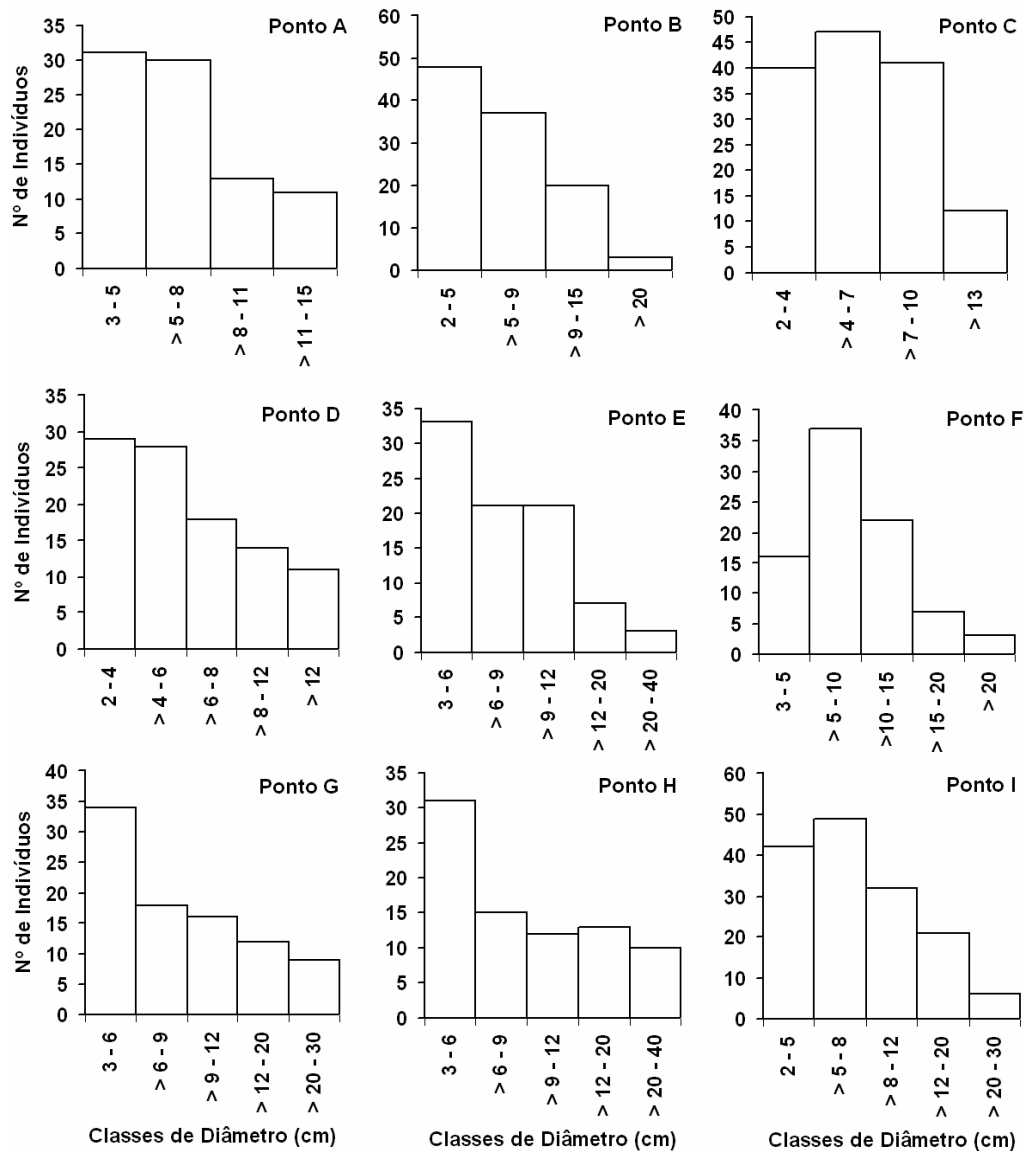 Ponto A
35
30
25
20
15
10
5
0
Nº de Indivíduos
3 - 5
> 5 - 8
> 8 - 11
> 11 - 15
Ponto B
60
50
40
30
20
10
0
2 - 5
> 5 - 9
> 9 - 15
> 20
Ponto C
50
45
40
35
30
25
20
15
10
5
0
2 - 4
> 4 - 7
> 7 - 10
> 13
Ponto D
35
30
25
20
15
10
5
0
Nº de Indivíduos
2 - 4
> 4 - 6
> 6 - 8
> 8 - 12
> 12
Ponto E
35
30
25
20
15
10
5
0
3 - 6
> 6 - 9
> 9 - 12
> 12 - 20
> 20 - 40
Ponto F
40
35
30
25
20
15
10
5
0
3 - 5
> 5 - 10
>10 - 15
> 15 - 20
> 20
Ponto G
40
35
30
25
20
15
10
5
0
Nº de Indivíduos
3 - 6
> 6 - 9
> 9 - 12
> 12 - 20
> 20 - 30
Classes de Diâmetro (cm)
Ponto H
35
30
25
20
15
10
5
0
3 - 6
> 6 - 9
> 9 - 12
> 12 - 20
> 20 - 40
Classes de Diâmetro (cm)
Ponto I
60
50
40
30
20
10
0
2 - 5
> 5 - 8
> 8 - 12
> 12 - 20
> 20 - 30
Classes de Diâmetro (cm)